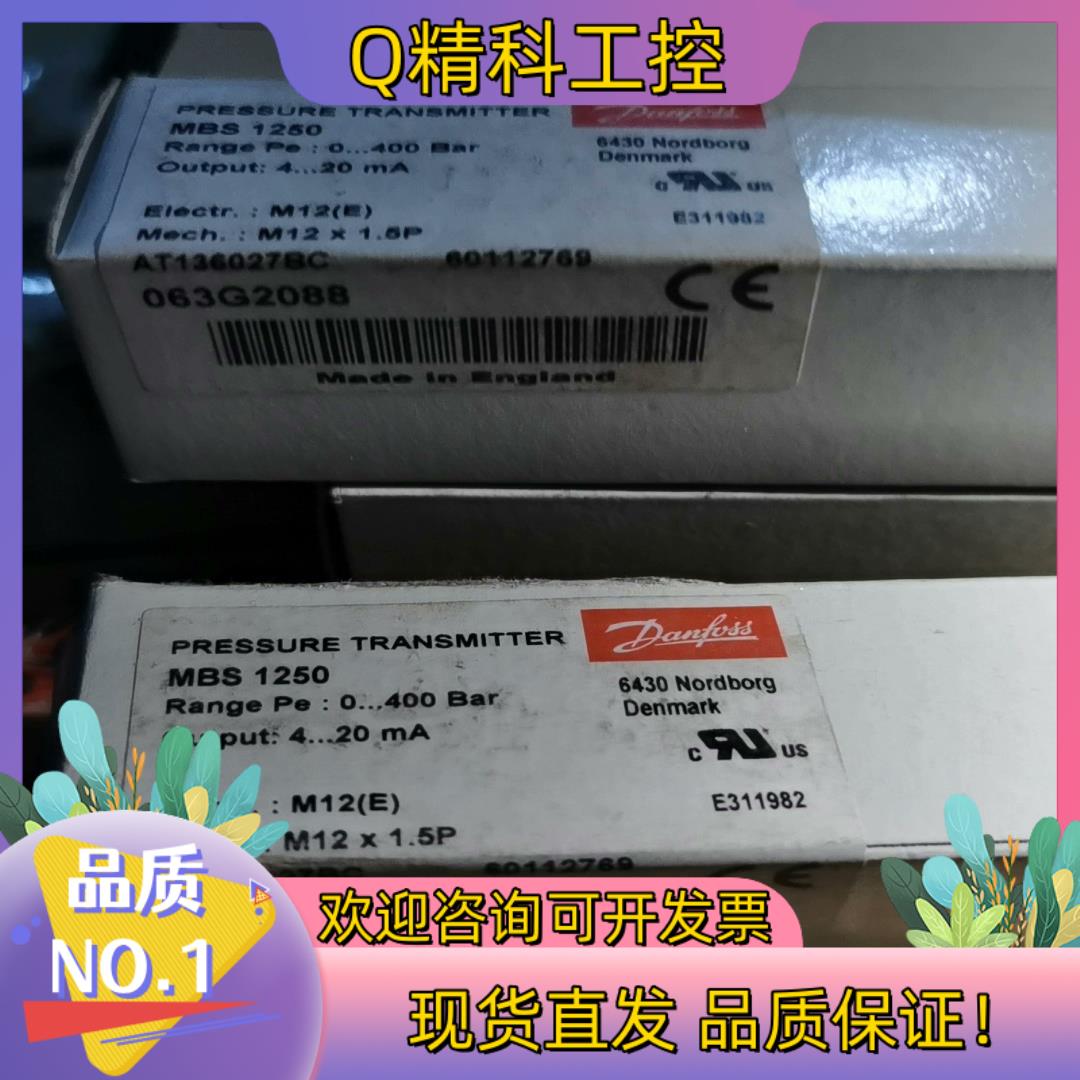 Q精科工控
PRESSURE TRANSMITTER
Danfoss
MBS 1250
Range Pe : 0...400 Bar
Output: 4...20 mA
6430 Nordborg
Denmark
c RU US
Electr. : M12(E)
E311982
Mech. : M12 x 1.5P
AT136027BC 60112769
063G2088
CE
Made in England
PRESSURE TRANSMITTER
Danfoss
MBS 1250
Range Pe : 0...400 Bar
6430 Nordborg
Denmark
put: 4...20 mA
c RU US
: M12(E)
E311982
M12 x 1.5P
60112769
CE
品质
NO.1
欢迎咨询可开发票
现货直发 品质保证!